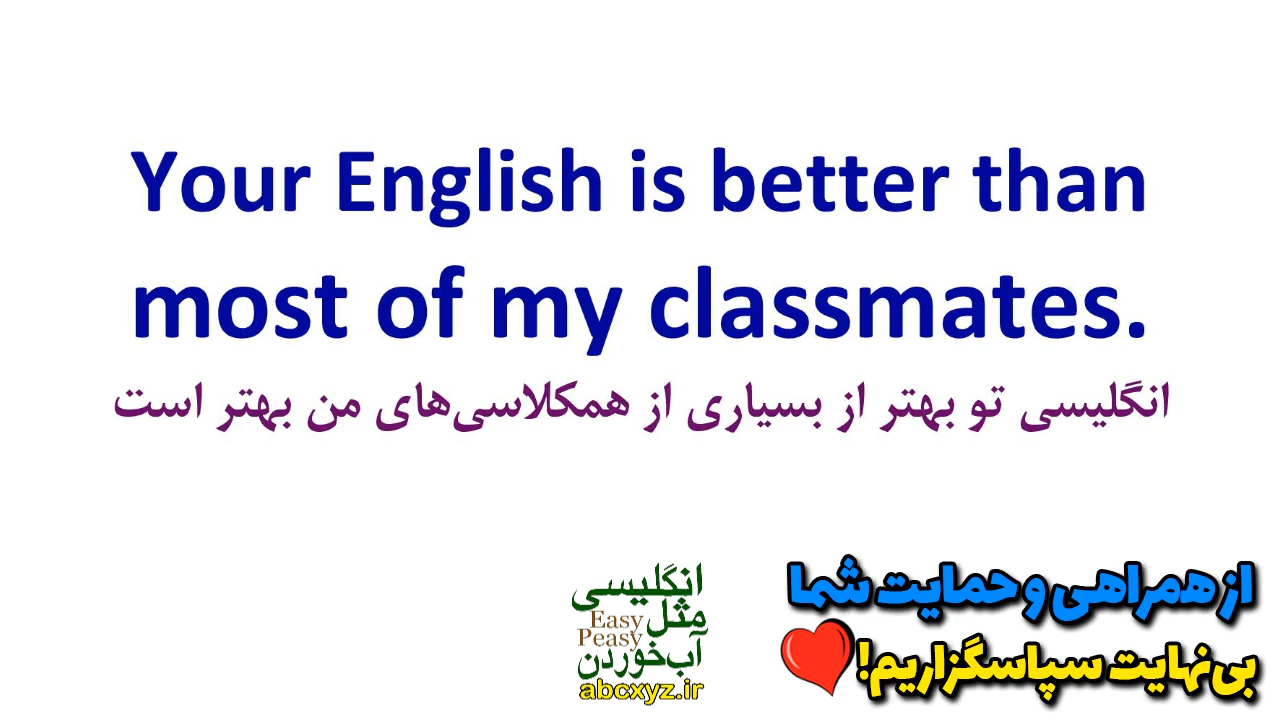 Your English is better than
most of my classmates.
انگلیسی تو بهتر از بسیاری از همکلاسی‌های من بهتر است
انگلیسی
مثل
Easy
Peasy
آب‌خوردن
abcxyz.ir
از همراهی و حمایت شما
بی‌نهایت سپاسگزاریم!